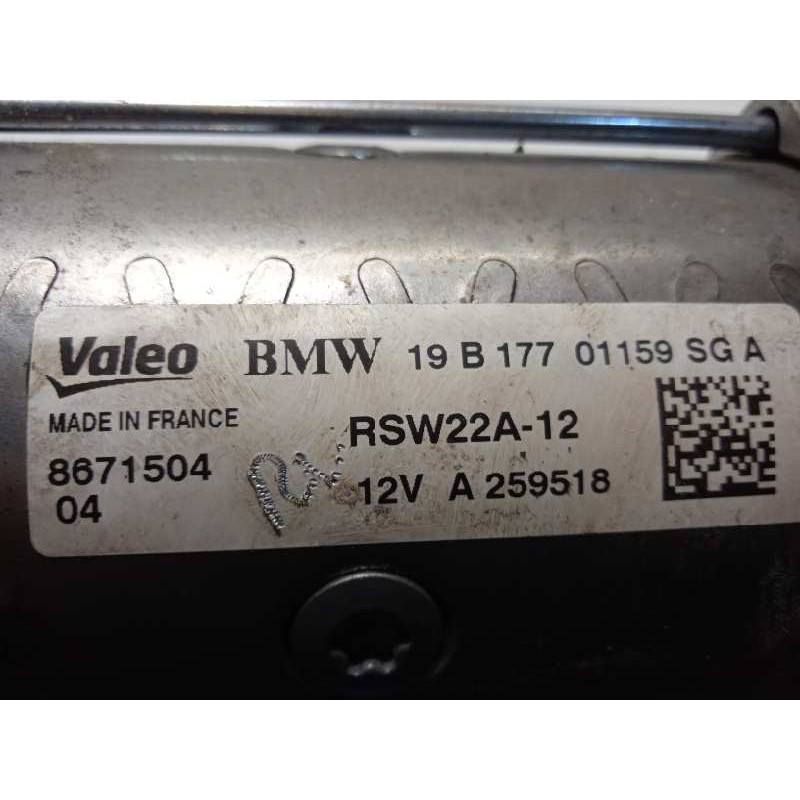 Valeo BMW 19 B 177 01159 SG A
MADE IN FRANCE RSW22A-12
8671504 12V A 259518
04